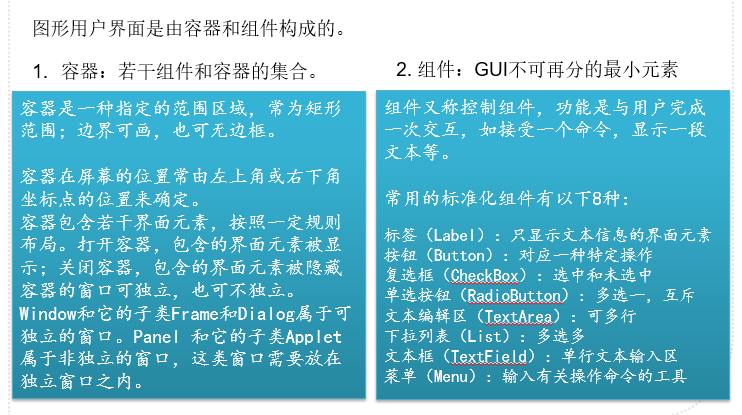 图形用户界面是由容器和组件构成的。
1. 容器：若干组件和容器的集合。
容器是一种指定的范围区域，常为矩形
范围；边界可画，也可无边框。
容器在屏幕的位置常由左上角或右下角
坐标点的位置来确定。
容器包含若干界面元素，按照一定规则
布局。打开容器，包含的界面元素被显
示；关闭容器，包含的界面元素被隐藏
容器的窗口可独立，也可不独立。
Window和它的子类Frame和Dialog属于可
独立的窗口。Panel 和它的子类Applet
属于非独立的窗口，这类窗口需要放在
独立窗口之内。
2. 组件：GUI不可再分的最小元素
组件又称控制组件，功能是与用户完成
一次交互，如接受一个命令，显示一段
文本等。
常用的标准化组件有以下8种：
标签（Label）：只显示文本信息的界面元素
按钮（Button）：对应一种特定操作
复选框（CheckBox）：选中和未选中
单选按钮（RadioButton）：多选一，互斥
文本编辑区（TextArea）：可多行
下拉列表（List）：多选多
文本框（TextField）：单行文本输入区
菜单（Menu）：输入有关操作命令的工具